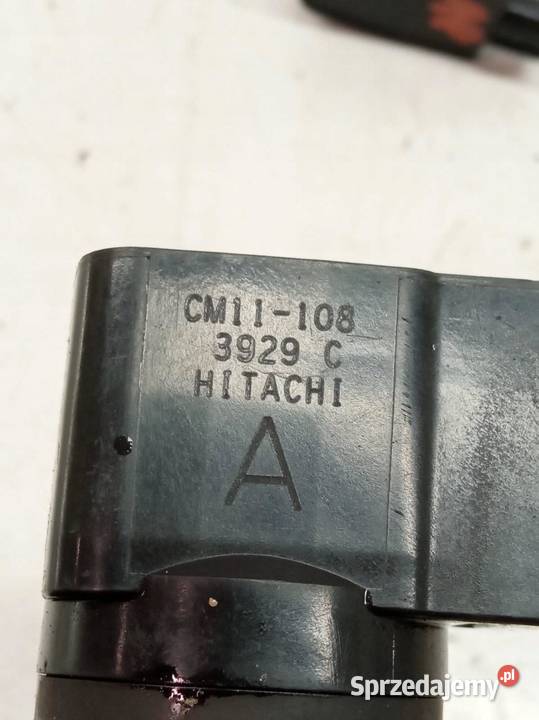 CM11-108
3929 C
HITACHI
A
Sprzedajemy.pl